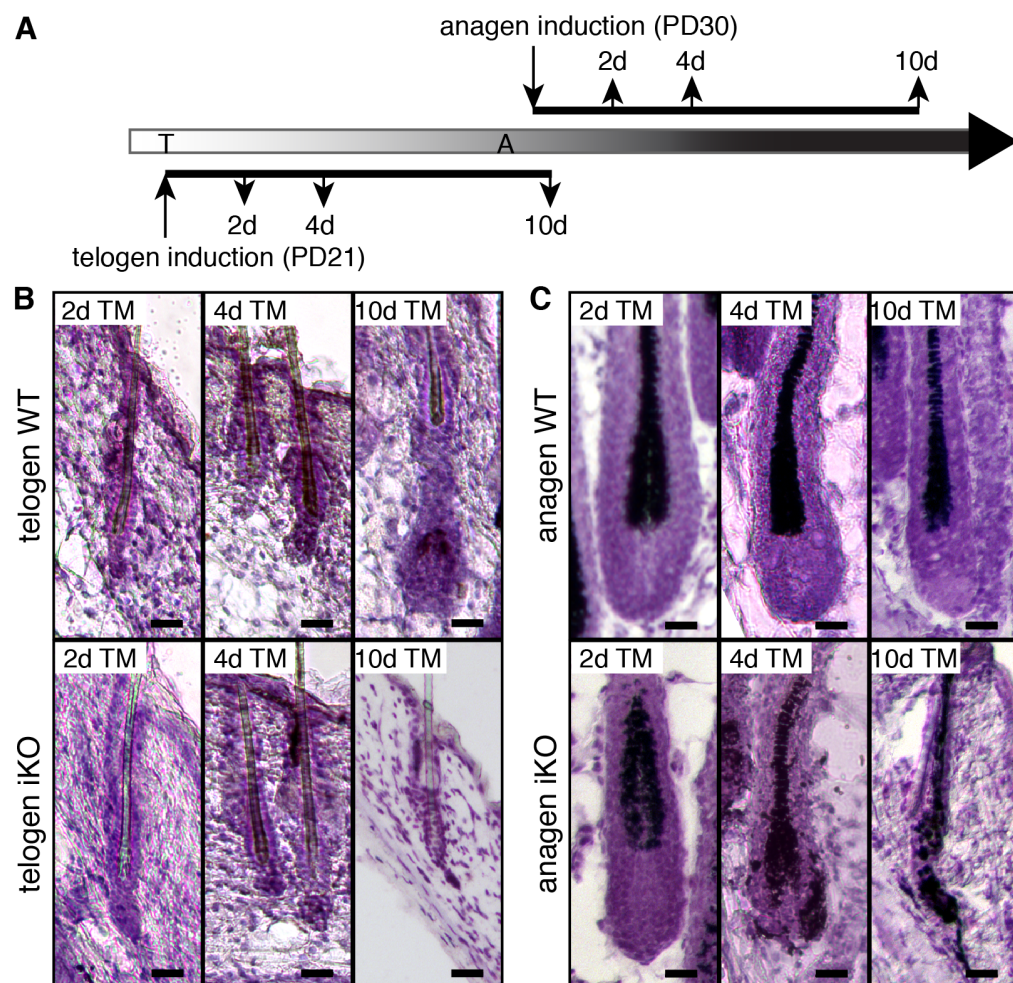 A
anagen induction (PD30)
2d 4d 10d
T A
2d 4d 10d
telogen induction (PD21)
B
2d TM 4d TM 10d TM
telogen WT
2d TM 4d TM 10d TM
telogen iKO
C
2d TM 4d TM 10d TM
anagen WT
2d TM 4d TM 10d TM
anagen iKO